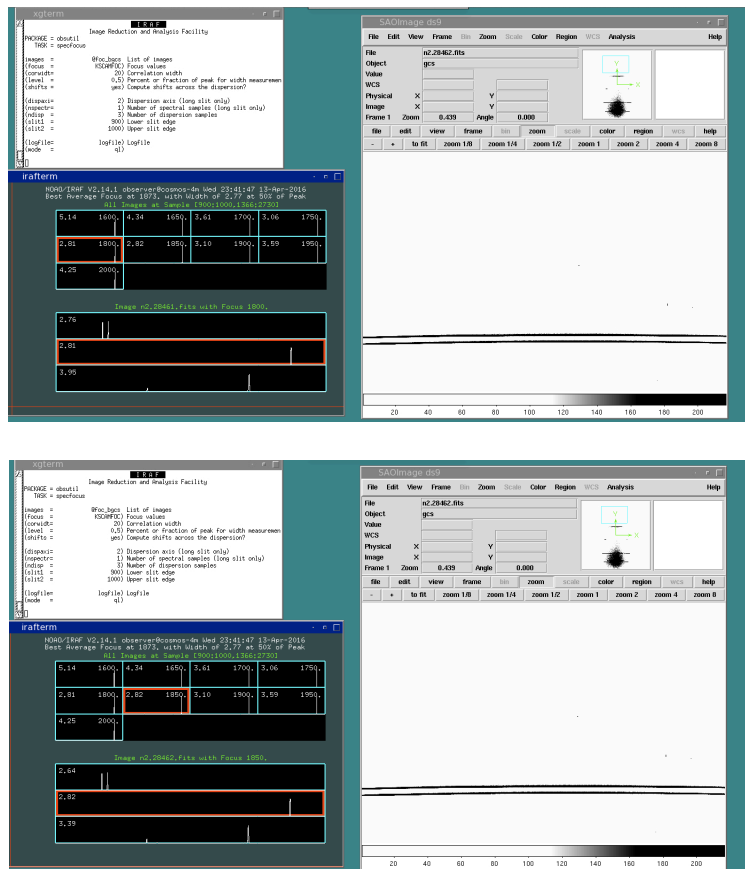 xgterm
IRAF
Image Reduction and Analysis Facility
PACKAGE = obsutil
TASK = specfocus
images = @foc_bgcs List of images
(focus = KSCAMFOC) Focus values
(corwidt= 20) Correlation width
(level = 0.5) Percent or fraction of peak for width measuremen
(shifts = yes) Compute shifts across the dispersion?
(dispaxi= 2) Dispersion axis (long slit only)
(nspectr= 1) Number of spectral samples (long slit only)
(ndisp = 3) Number of dispersion samples
(slit1 = 900) Lower slit edge
(slit2 = 1000) Upper slit edge
(logfile= logfile) Logfile
(mode = ql)
irafterm
NOAO/IRAF V2.14.1 observer@cosmos-4m Wed 23:41:47 13-Apr-2016
Best Average Focus at 1873, with Width of 2.77 at 50% of Peak
All Images at Sample [900:1000,1366:2730]
5.14 1600. 4.34 1650. 3.61 1700. 3.06 1750.
2.81 1800. 2.82 1850. 3.10 1900. 3.59 1950.
4.25 2000.
Image n2.28461.fits with Focus 1800.
2.76
2.81
3.95
SAOImage ds9
File Edit View Frame Bin Zoom Scale Color Region WCS Analysis Help
File n2.28462.fits
Object gcs
Value
WCS
Physical X Y
Image X Y
Frame 1 Zoom 0.439 Angle 0.000
Y
X
file edit view frame bin zoom scale color region wcs help
- + to fit zoom 1/8 zoom 1/4 zoom 1/2 zoom 1 zoom 2 zoom 4 zoom 8
20 40 60 80 100 120 140 160 180 200
xgterm
IRAF
Image Reduction and Analysis Facility
PACKAGE = obsutil
TASK = specfocus
images = @foc_bgcs List of images
(focus = KSCAMFOC) Focus values
(corwidt= 20) Correlation width
(level = 0.5) Percent or fraction of peak for width measuremen
(shifts = yes) Compute shifts across the dispersion?
(dispaxi= 2) Dispersion axis (long slit only)
(nspectr= 1) Number of spectral samples (long slit only)
(ndisp = 3) Number of dispersion samples
(slit1 = 900) Lower slit edge
(slit2 = 1000) Upper slit edge
(logfile= logfile) Logfile
(mode = ql)
irafterm
NOAO/IRAF V2.14.1 observer@cosmos-4m Wed 23:41:47 13-Apr-2016
Best Average Focus at 1873, with Width of 2.77 at 50% of Peak
All Images at Sample [900:1000,1366:2730]
5.14 1600. 4.34 1650. 3.61 1700. 3.06 1750.
2.81 1800. 2.82 1850. 3.10 1900. 3.59 1950.
4.25 2000.
Image n2.28462.fits with Focus 1850.
2.64
2.82
3.39
SAOImage ds9
File Edit View Frame Bin Zoom Scale Color Region WCS Analysis Help
File n2.28462.fits
Object gcs
Value
WCS
Physical X Y
Image X Y
Frame 1 Zoom 0.439 Angle 0.000
Y
X
file edit view frame bin zoom scale color region wcs help
- + to fit zoom 1/8 zoom 1/4 zoom 1/2 zoom 1 zoom 2 zoom 4 zoom 8
20 40 60 80 100 120 140 160 180 200